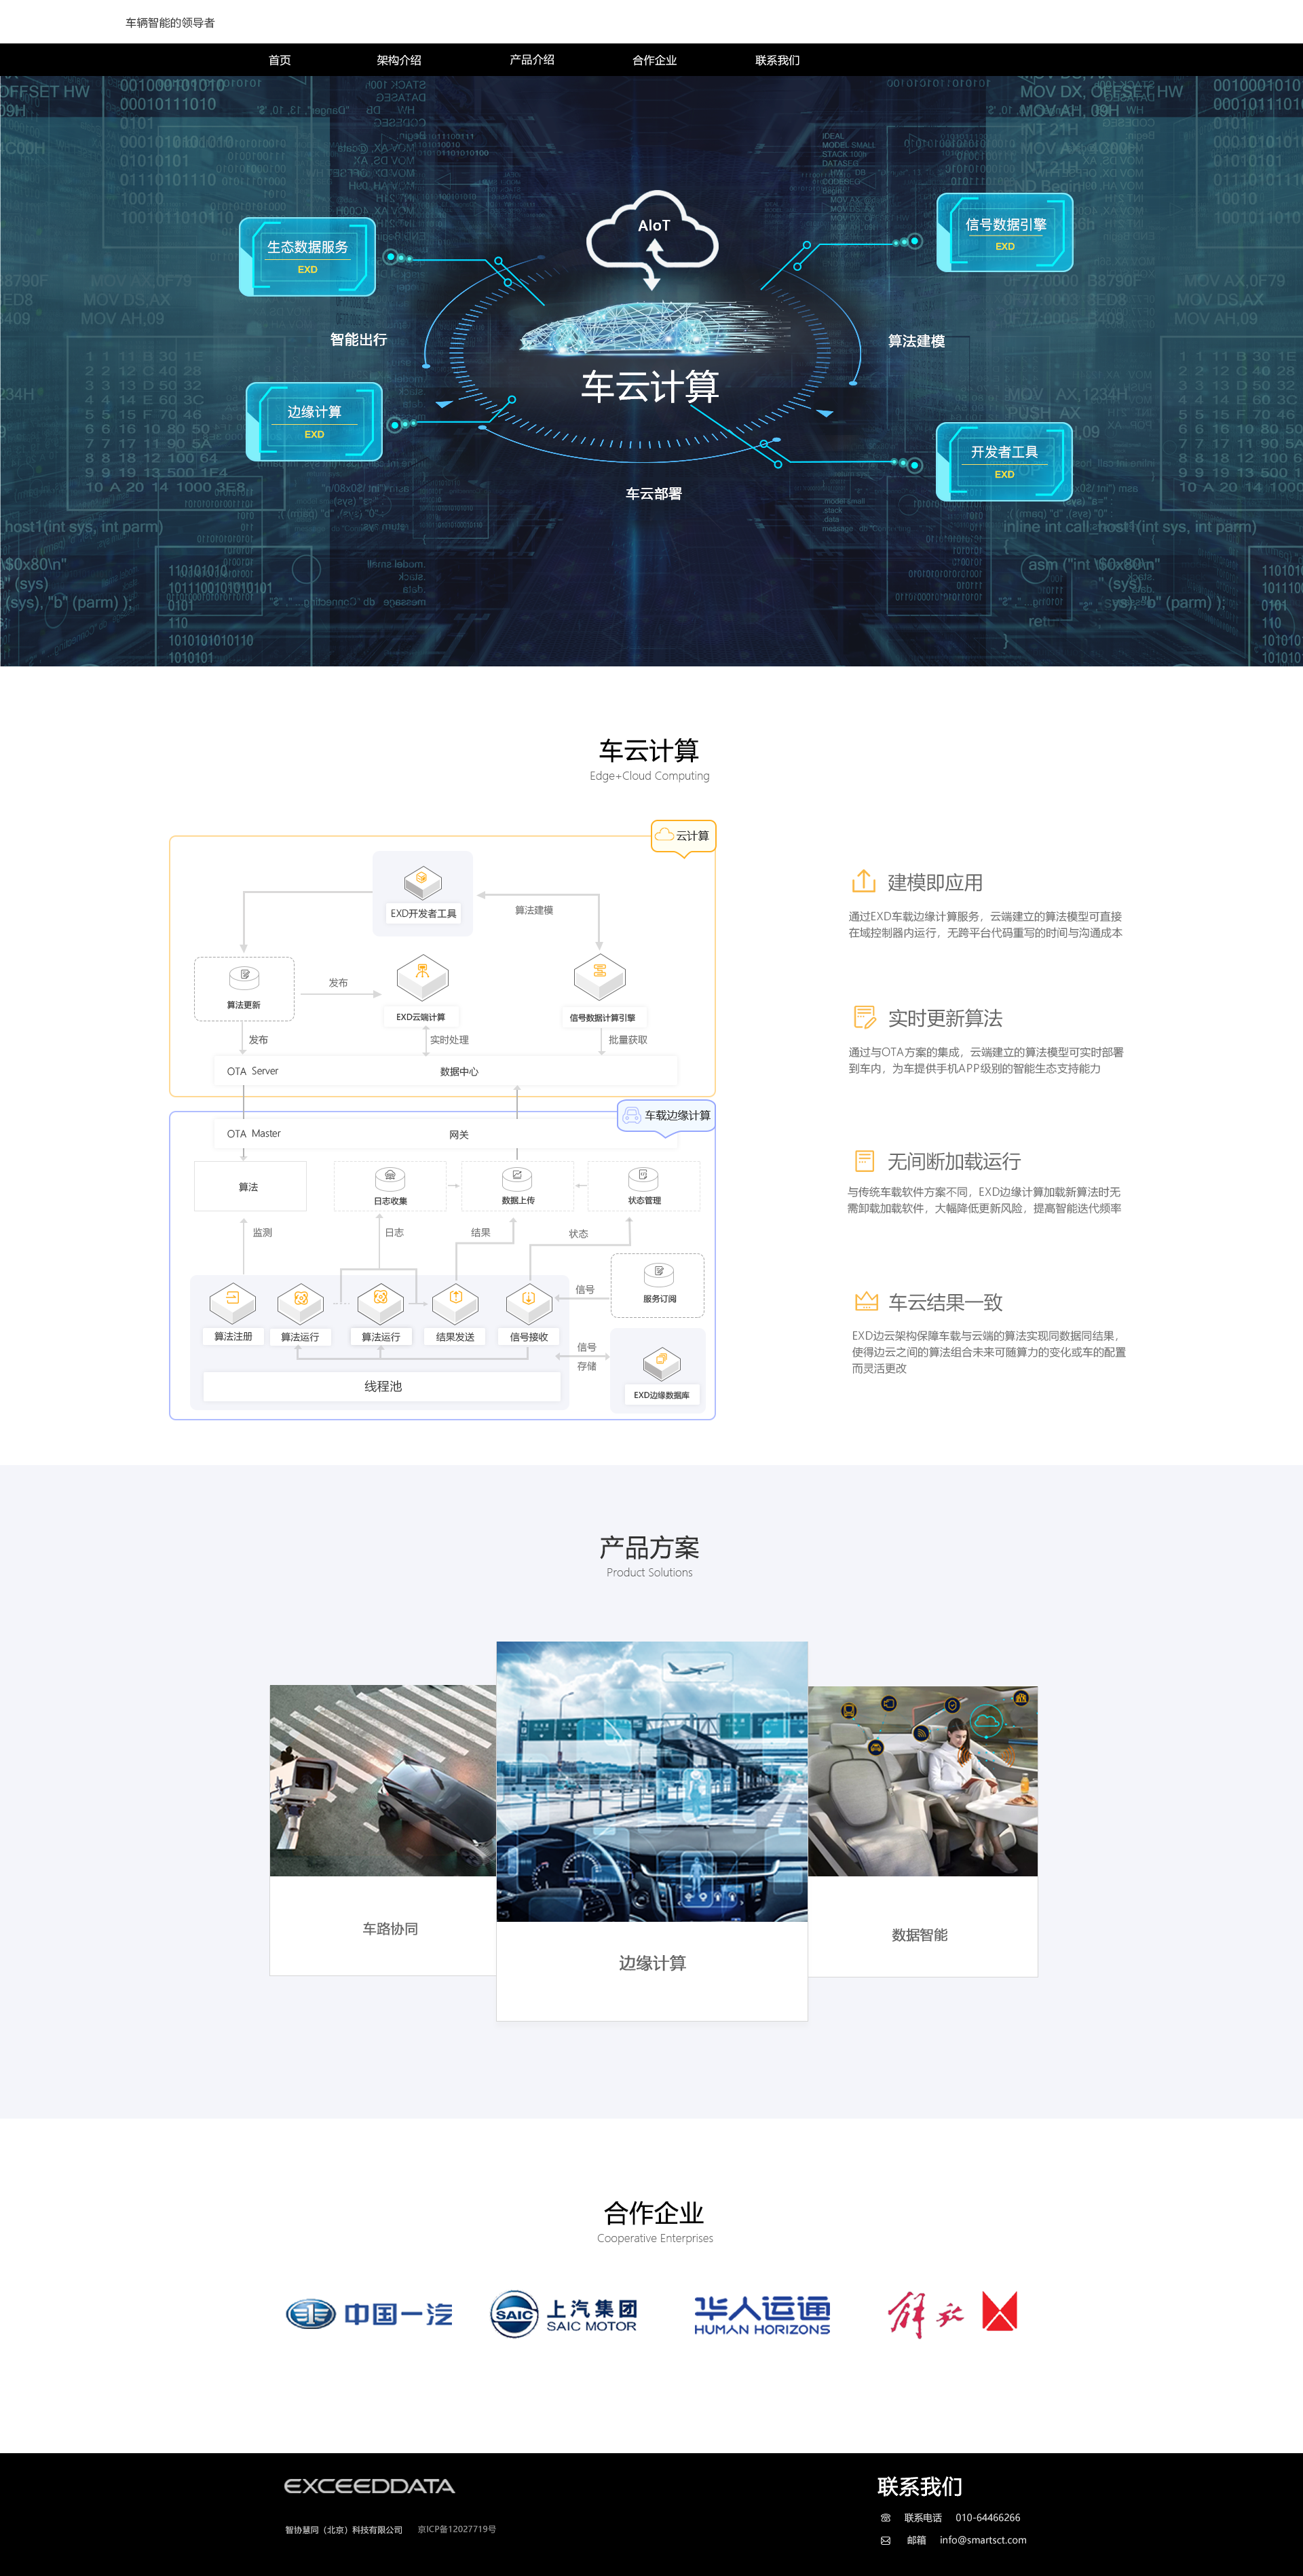 车辆智能的领导者
首页 架构介绍 产品介绍 合作企业 联系我们
AIoT
生态数据服务
EXD
信号数据引擎
EXD
智能出行
算法建模
车云计算
边缘计算
EXD
开发者工具
EXD
车云部署
车云计算
Edge+Cloud Computing
云计算
EXD开发者工具
算法建模
算法更新
发布
EXD云端计算
信号数据计算引擎
发布
实时处理
批量获取
OTA Server
数据中心
车载边缘计算
OTA Master
网关
算法
日志收集
数据上传
状态管理
监测
日志
结果
状态
服务订阅
信号
算法注册
算法运行
算法运行
结果发送
信号接收
信号
存储
线程池
EXD边缘数据库
建模即应用
通过EXD车载边缘计算服务，云端建立的算法模型可直接
在域控制器内运行，无跨平台代码重写的时间与沟通成本
实时更新算法
通过与OTA方案的集成，云端建立的算法模型可实时部署
到车内，为车提供手机APP级别的智能生态支持能力
无间断加载运行
与传统车载软件方案不同，EXD边缘计算加载新算法时无
需卸载加载软件，大幅降低更新风险，提高智能迭代频率
车云结果一致
EXD边云架构保障车载与云端的算法实现同数据同结果，
使得边云之间的算法组合未来可随算力的变化或车的配置
而灵活更改
产品方案
Product Solutions
车路协同
边缘计算
数据智能
合作企业
Cooperative Enterprises
中国一汽
SAIC 上汽集团
SAIC MOTOR
华人运通
HUMAN HORIZONS
解放
EXCEEDDATA
智协慧同（北京）科技有限公司 京ICP备12027719号
联系我们
联系电话 010-64466266
邮箱 info@smartsct.com